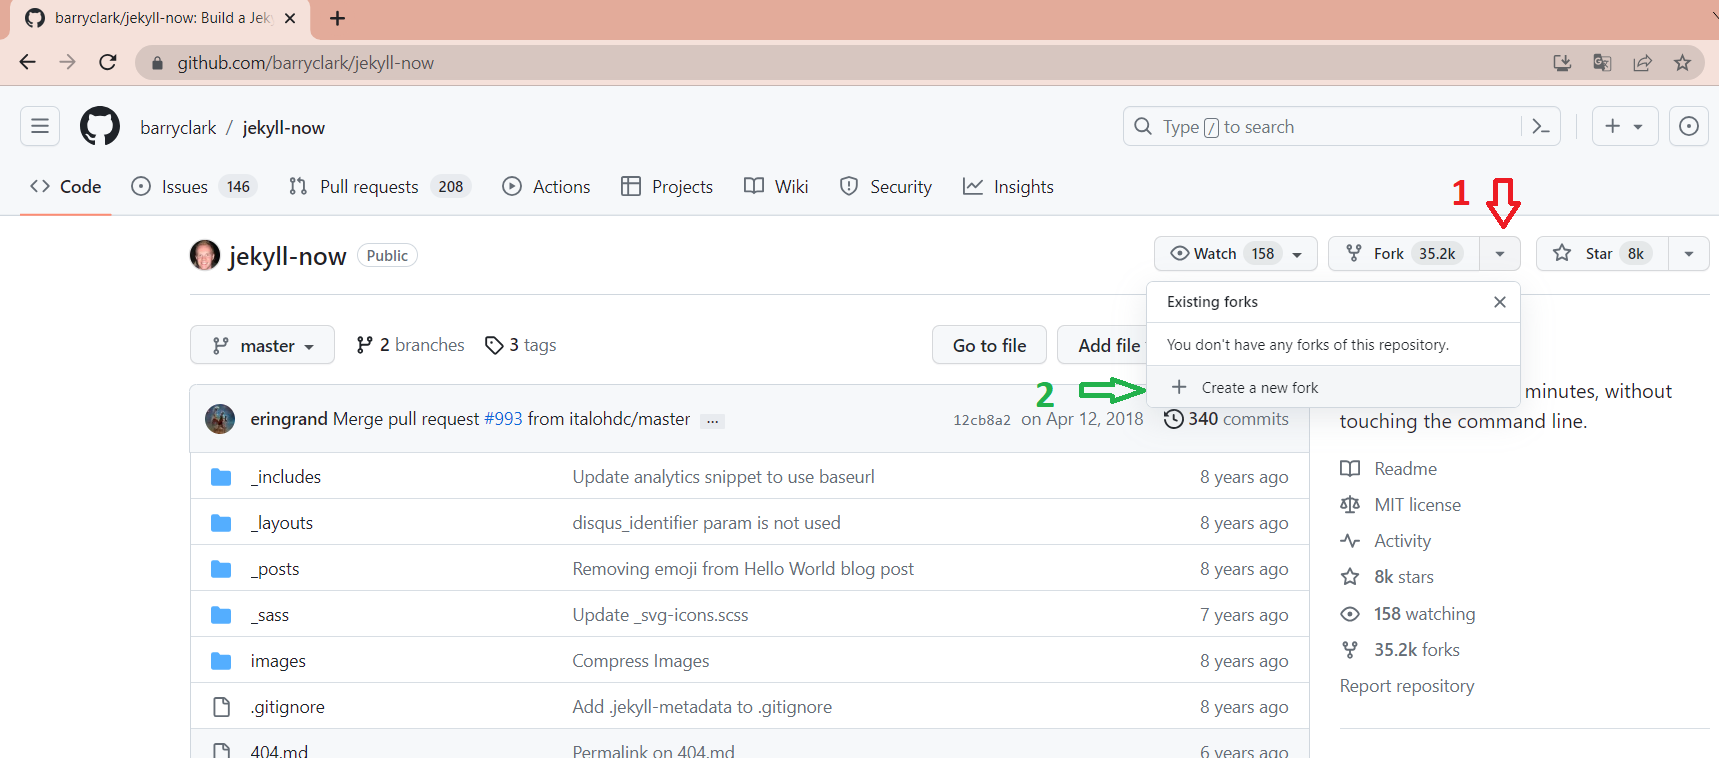 barryclark/jekyll-now: Build a Jek
github.com/barryclark/jekyll-now
barryclark / jekyll-now
Type / to search
Code Issues 146 Pull requests 208 Actions Projects Wiki Security Insights
1
jekyll-now Public
Watch 158 Fork 35.2k Star 8k
Existing forks
You don't have any forks of this repository.
2 Create a new fork
master 2 branches 3 tags Go to file Add file
minutes, without
touching the command line.
eringrand Merge pull request #993 from italohdc/master ... 12cb8a2 on Apr 12, 2018 340 commits
_includes Update analytics snippet to use baseurl 8 years ago
_layouts disqus_identifier param is not used 8 years ago
_posts Removing emoji from Hello World blog post 8 years ago
_sass Update _svg-icons.scss 7 years ago
images Compress Images 8 years ago
.gitignore Add .jekyll-metadata to .gitignore 8 years ago
404.md Permalink on 404.md 6 years ago
Readme
MIT license
Activity
8k stars
158 watching
35.2k forks
Report repository